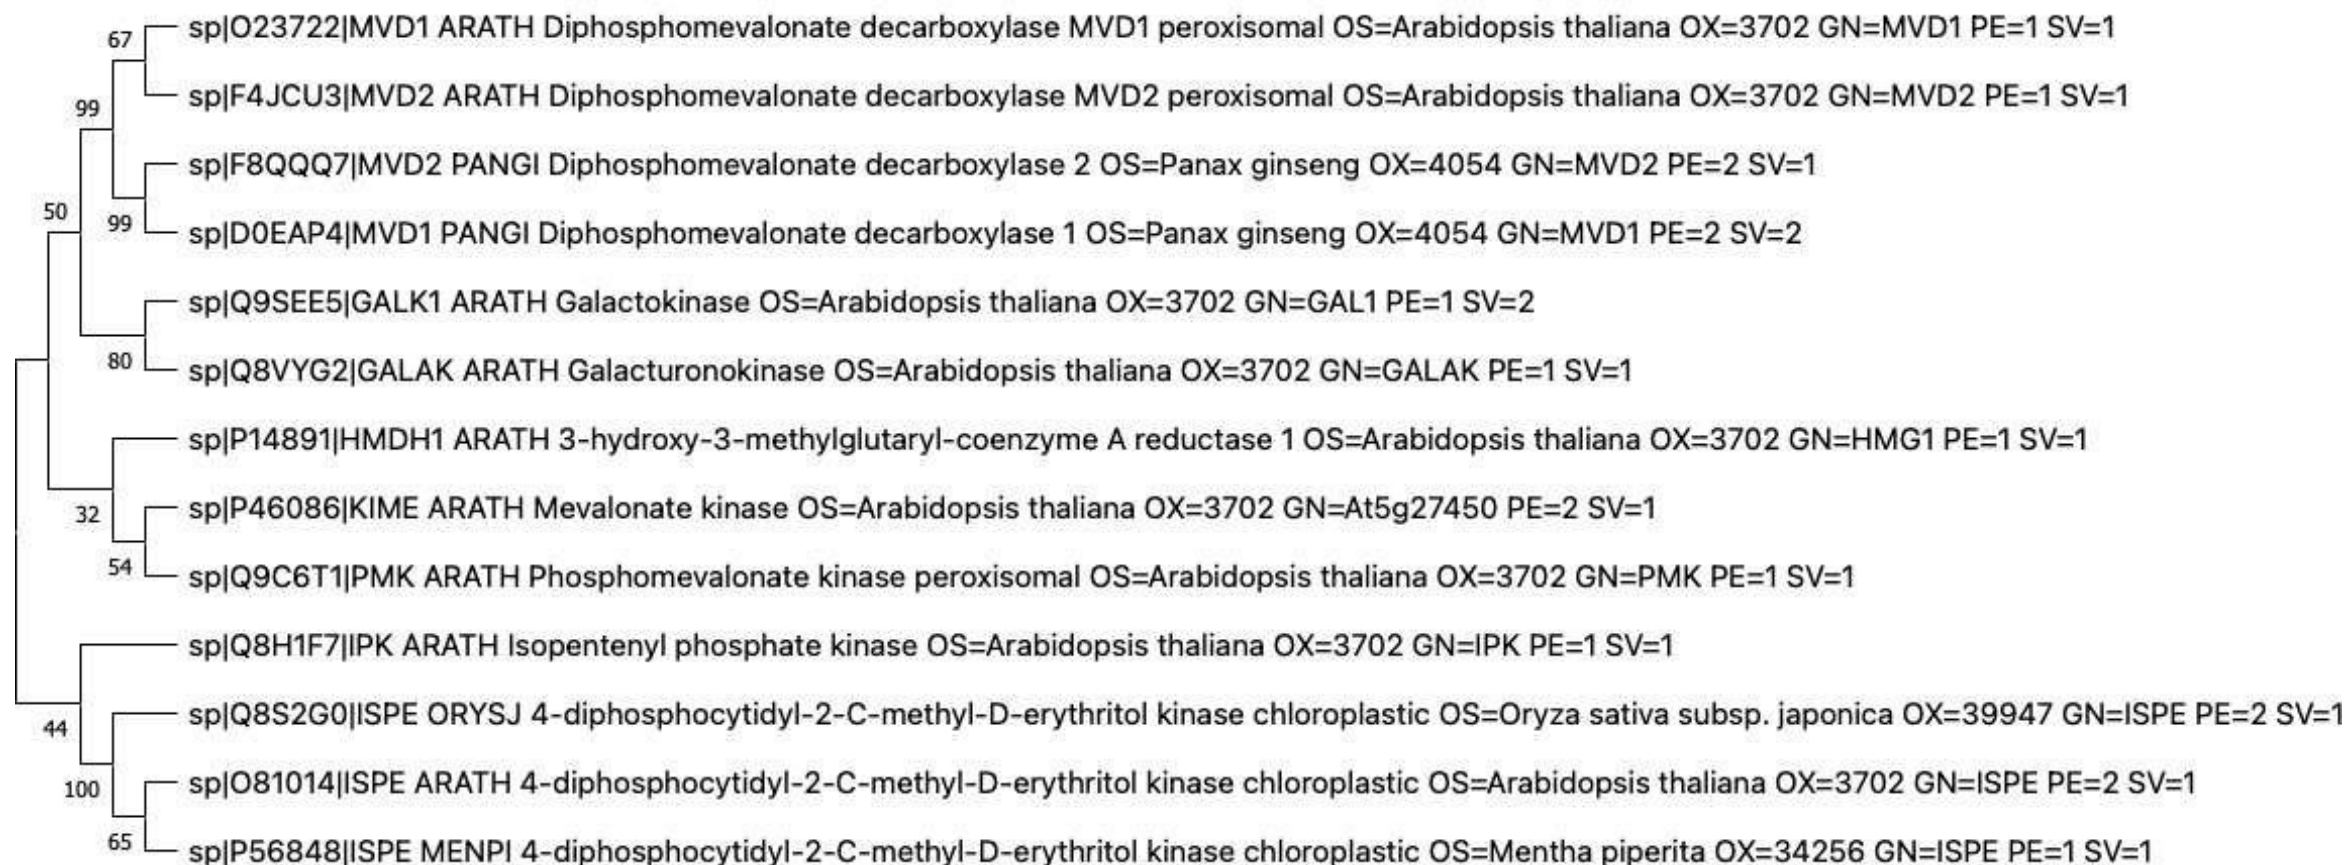 67
sp|O23722|MVD1 ARATH Diphosphomevalonate decarboxylase MVD1 peroxisomal OS=Arabidopsis thaliana OX=3702 GN=MVD1 PE=1 SV=1
99
sp|F4JCU3|MVD2 ARATH Diphosphomevalonate decarboxylase MVD2 peroxisomal OS=Arabidopsis thaliana OX=3702 GN=MVD2 PE=1 SV=1
sp|F8QQQ7|MVD2 PANGI Diphosphomevalonate decarboxylase 2 OS=Panax ginseng OX=4054 GN=MVD2 PE=2 SV=1
50
99
sp|D0EAP4|MVD1 PANGI Diphosphomevalonate decarboxylase 1 OS=Panax ginseng OX=4054 GN=MVD1 PE=2 SV=2
sp|Q9SEE5|GALK1 ARATH Galactokinase OS=Arabidopsis thaliana OX=3702 GN=GAL1 PE=1 SV=2
80
sp|Q8VYG2|GALAK ARATH Galacturonokinase OS=Arabidopsis thaliana OX=3702 GN=GALAK PE=1 SV=1
sp|P14891|HMDH1 ARATH 3-hydroxy-3-methylglutaryl-coenzyme A reductase 1 OS=Arabidopsis thaliana OX=3702 GN=HMG1 PE=1 SV=1
32
sp|P46086|KIME ARATH Mevalonate kinase OS=Arabidopsis thaliana OX=3702 GN=At5g27450 PE=2 SV=1
54
sp|Q9C6T1|PMK ARATH Phosphomevalonate kinase peroxisomal OS=Arabidopsis thaliana OX=3702 GN=PMK PE=1 SV=1
sp|Q8H1F7|IPK ARATH Isopentenyl phosphate kinase OS=Arabidopsis thaliana OX=3702 GN=IPK PE=1 SV=1
44
sp|Q8S2G0|ISPE ORYSJ 4-diphosphocytidyl-2-C-methyl-D-erythritol kinase chloroplastic OS=Oryza sativa subsp. japonica OX=39947 GN=ISPE PE=2 SV=1
100
sp|O81014|ISPE ARATH 4-diphosphocytidyl-2-C-methyl-D-erythritol kinase chloroplastic OS=Arabidopsis thaliana OX=3702 GN=ISPE PE=2 SV=1
65
sp|P56848|ISPE MENPI 4-diphosphocytidyl-2-C-methyl-D-erythritol kinase chloroplastic OS=Mentha piperita OX=34256 GN=ISPE PE=1 SV=1